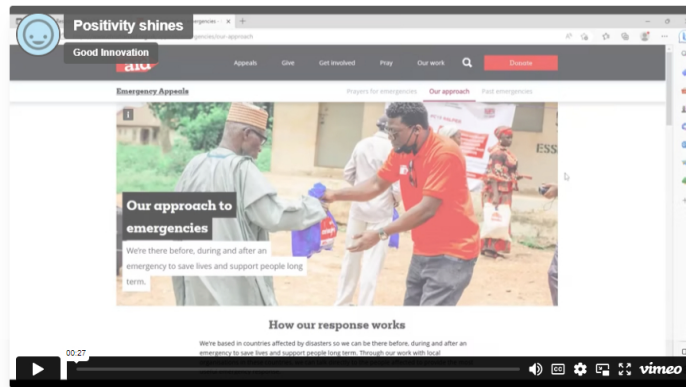 Positivity shines
Good Innovation
aid
Appeals
Give
Get involved
Pray
Our work
Donate
Emergency Appeals
Prayers for emergencies
Our approach
Past emergencies
i
ESS
Our approach to
emergencies
We're there before, during and after an
emergency to save lives and support people long
term.
How our response works
We're based in countries affected by disasters so we can be there before, during and after an
emergency to save lives and support people long term. Through our work with local
00:27
CC
vimeo